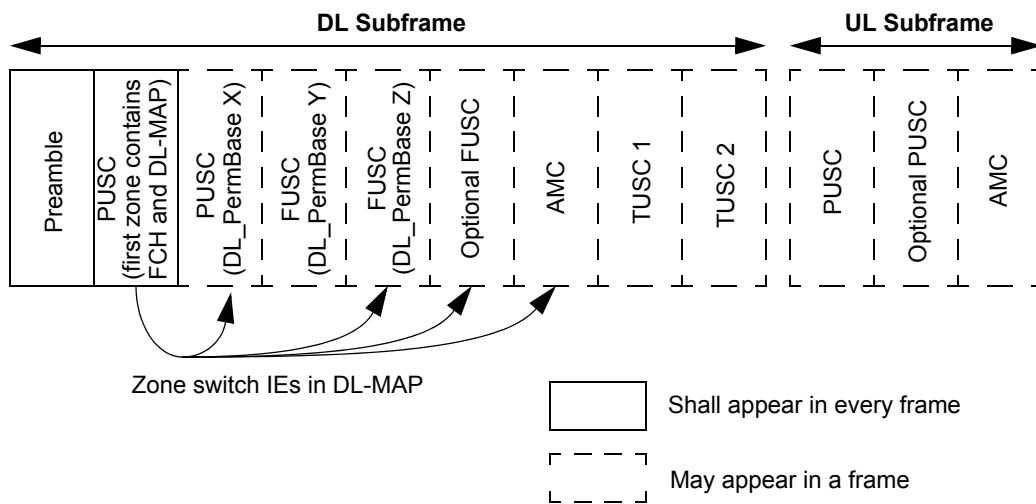 DL Subframe
UL Subframe
Preamble
PUSC
(first zone contains
FCH and DL-MAP)
PUSC
(DL_PermBase X)
FUSC
(DL_PermBase Y)
FUSC
(DL_PermBase Z)
Optional FUSC
AMC
TUSC 1
TUSC 2
PUSC
Optional PUSC
AMC
Zone switch IEs in DL-MAP
Shall appear in every frame
May appear in a frame